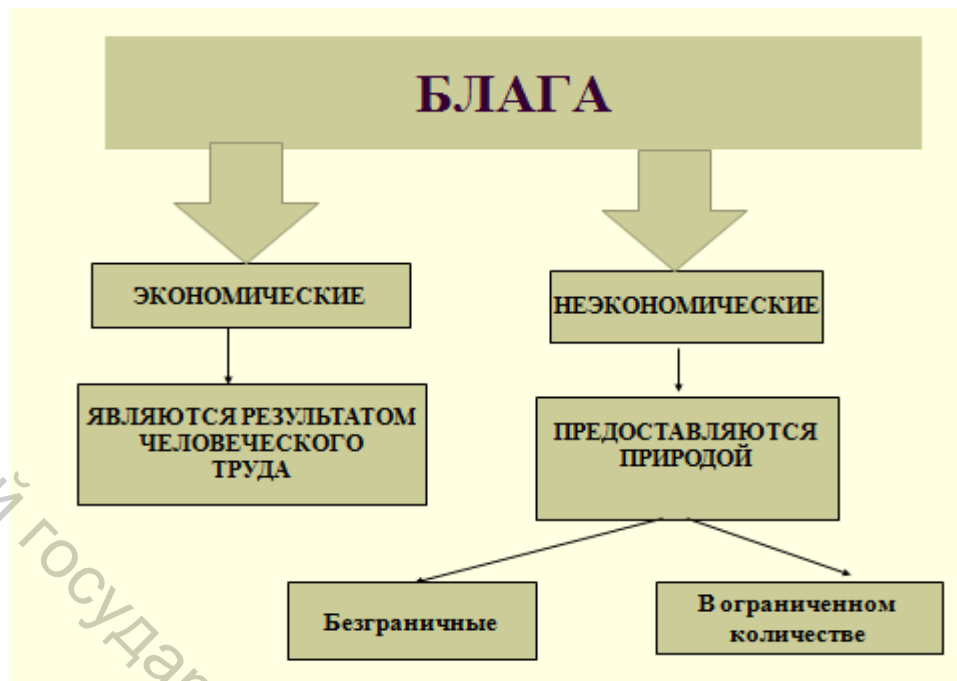 БЛАГА
ЭКОНОМИЧЕСКИЕ
НЕЭКОНОМИЧЕСКИЕ
ЯВЛЯЮТСЯ РЕЗУЛЬТАТОМ
ЧЕЛОВЕЧЕСКОГО
ТРУДА
ПРЕДОСТАВЛЯЮТСЯ
ПРИРОДОЙ
Безграничные
В ограниченном
количестве